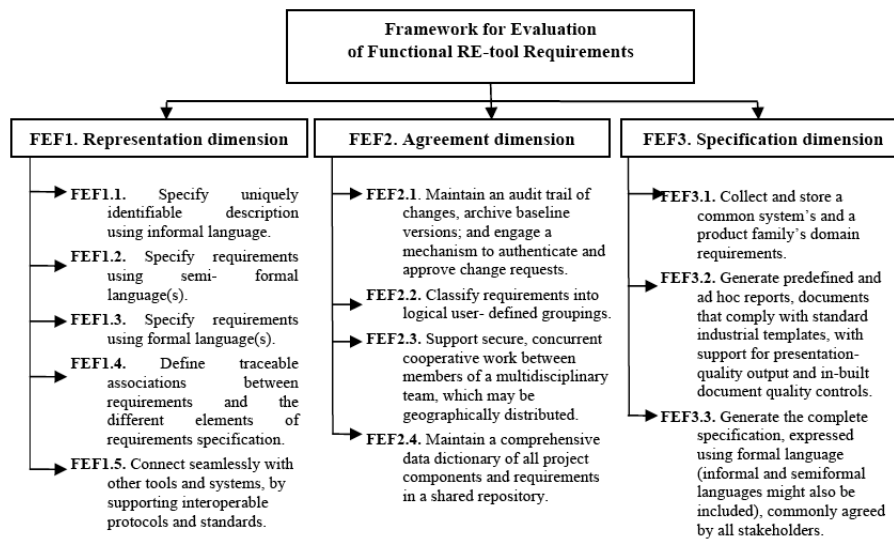 Framework for Evaluation
of Functional RE-tool Requirements
FEF1. Representation dimension
FEF1.1. Specify uniquely
identifiable description
using informal language.
FEF1.2. Specify requirements
using semi- formal
language(s).
FEF1.3. Specify requirements
using formal language(s).
FEF1.4. Define traceable
associations between
requirements and the
different elements of
requirements specification.
FEF1.5. Connect seamlessly with
other tools and systems, by
supporting interoperable
protocols and standards.
FEF2. Agreement dimension
FEF2.1. Maintain an audit trail of
changes, archive baseline
versions; and engage a
mechanism to authenticate and
approve change requests.
FEF2.2. Classify requirements into
logical user- defined groupings.
FEF2.3. Support secure, concurrent
cooperative work between
members of a multidisciplinary
team, which may be
geographically distributed.
FEF2.4. Maintain a comprehensive
data dictionary of all project
components and requirements
in a shared repository.
FEF3. Specification dimension
FEF3.1. Collect and store a
common system’s and a
product family’s domain
requirements.
FEF3.2. Generate predefined and
ad hoc reports, documents
that comply with standard
industrial templates, with
support for presentation-
quality output and in-built
document quality controls.
FEF3.3. Generate the complete
specification, expressed
using formal language
(informal and semiformal
languages might also be
included), commonly agreed
by all stakeholders.